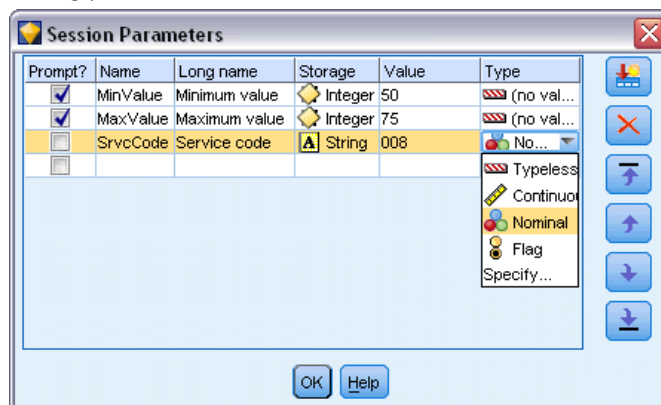 Session Parameters
Prompt? Name Long name Storage Value Type
MinValue Minimum value Integer 50 (no val...
MaxValue Maximum value Integer 75 (no val...
SrvcCode Service code A String 008 No...
Typeless
Continuo
Nominal
Flag
Specify...
OK Help